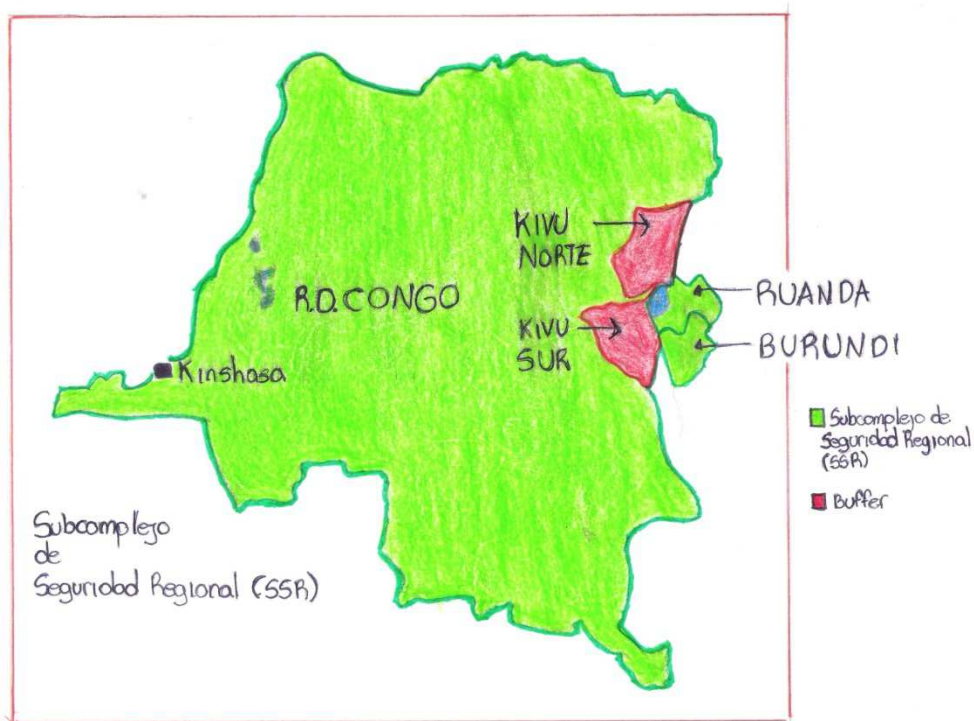 KIVU
NORTE
R.D.CONGO
RUANDA
KIVU
SUR
BURUNDI
Kinshasa
Subcomplejo de
Seguridad Regional
(SSR)
Buffer
Subcomplejo
de
Seguridad Regional (SSR)